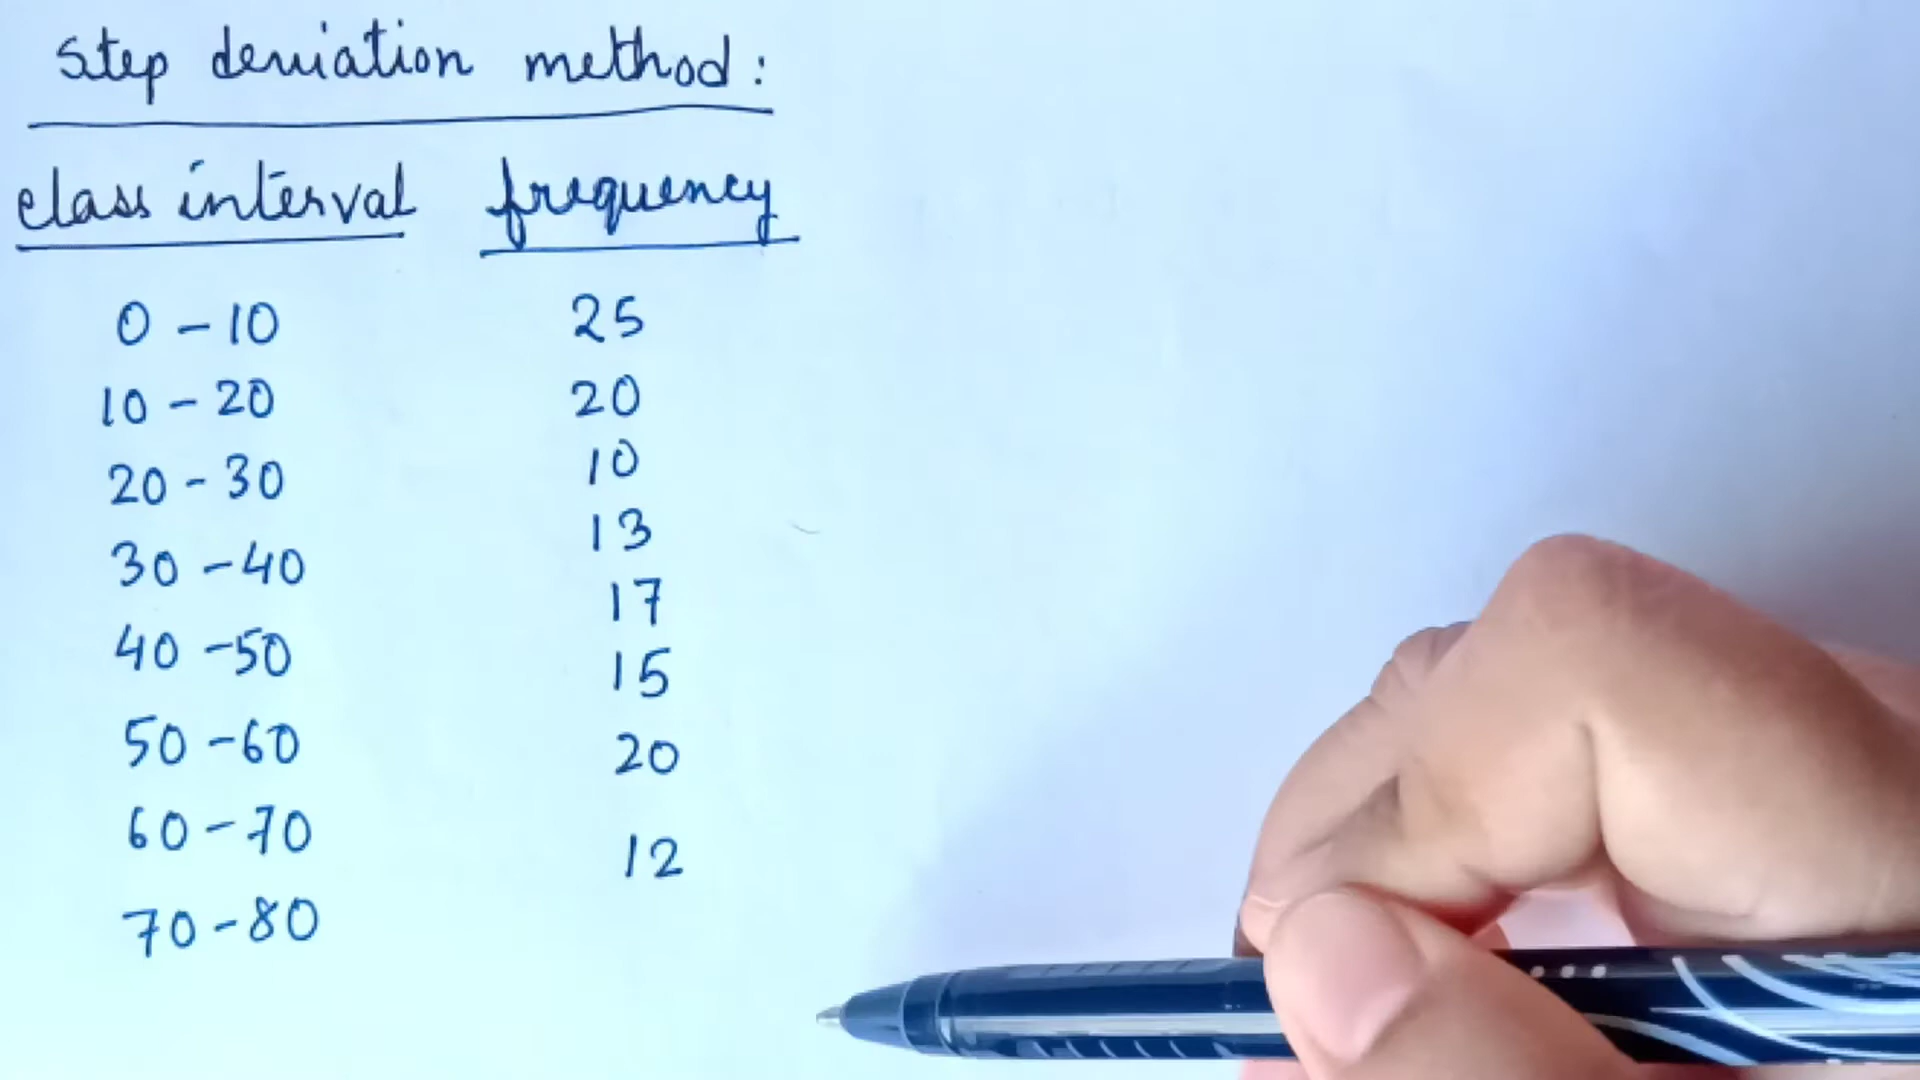 Step deviation method:
class interval frequency
0 - 10 25
10 - 20 20
20 - 30 10
30 - 40 13
40 - 50 17
50 - 60 15
60 - 70 20
70 - 80 12